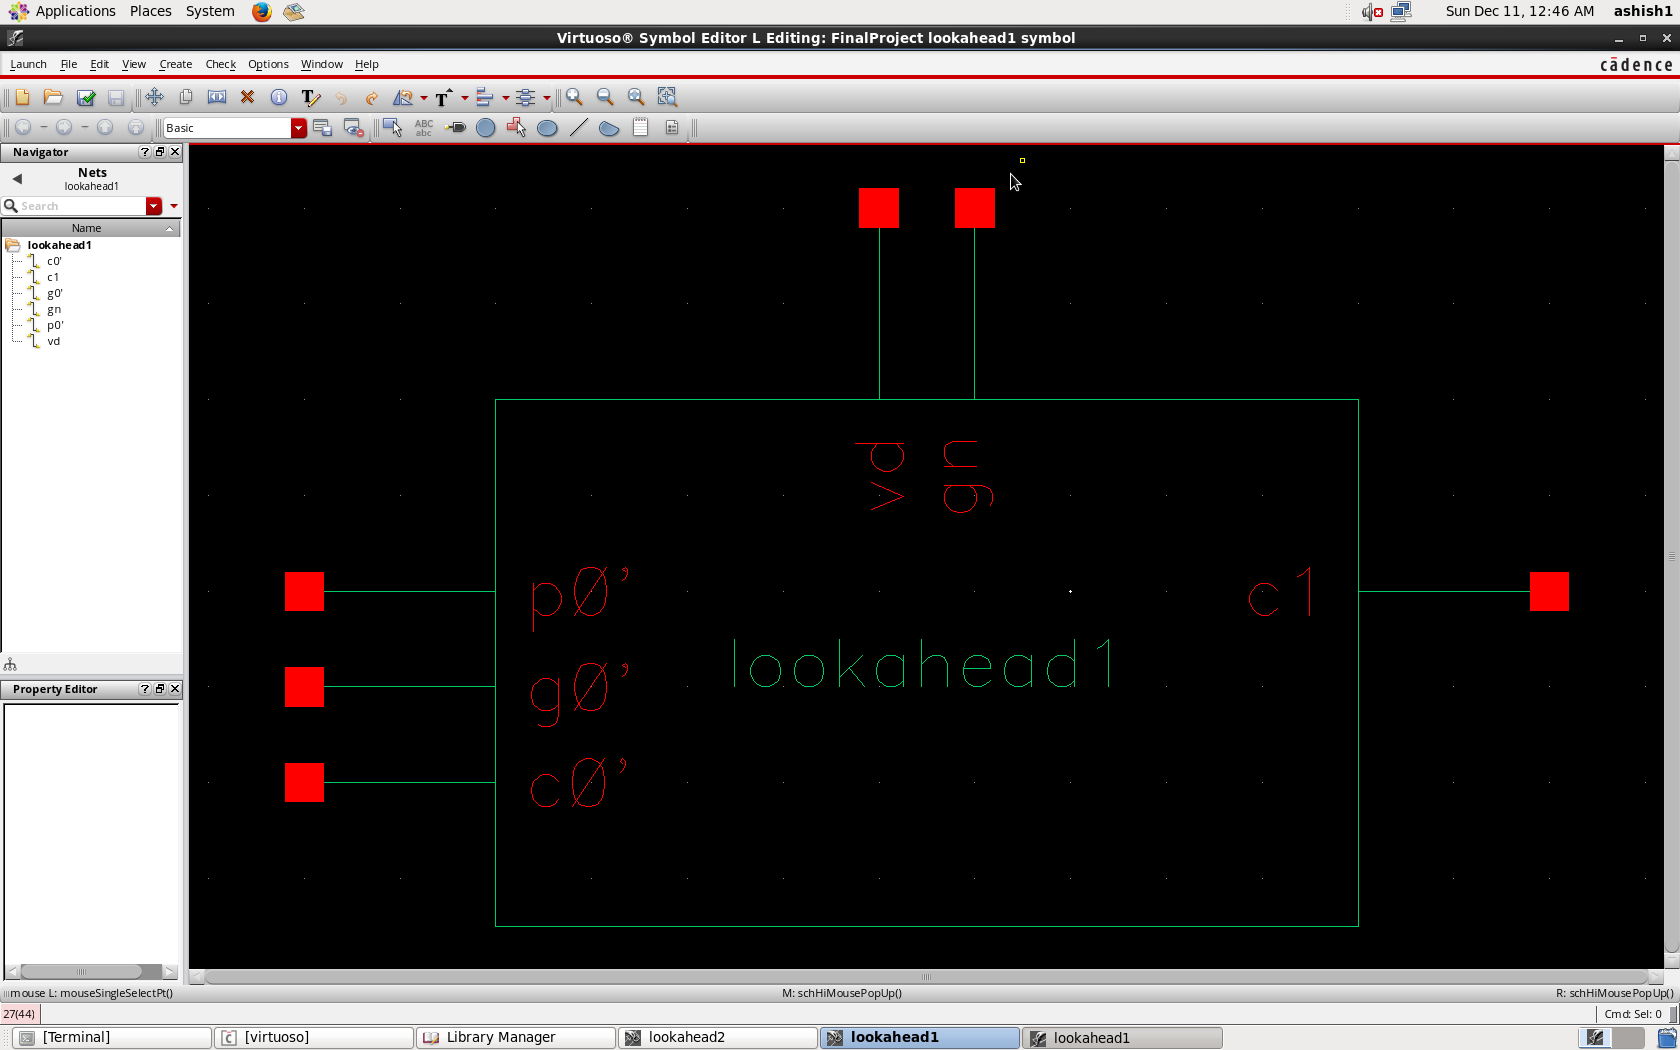 Applications Places System Sun Dec 11, 12:46 AM ashish1
Virtuoso® Symbol Editor L Editing: FinalProject lookahead1 symbol
Launch File Edit View Create Check Options Window Help cādence
Basic ABC abc
Navigator ? ×
Nets
lookahead1
Search
Name
lookahead1
c0'
c1
g0'
gn
p0'
vd
Property Editor ?
vd gn
p0' c1
lookahead1
g0'
c0'
mouse L: mouseSingleSelectPt() M: schHiMousePopUp() R: schHiMousePopUp()
27(44) Cmd: Sel: 0
[Terminal] [virtuoso] Library Manager lookahead2 lookahead1 lookahead1